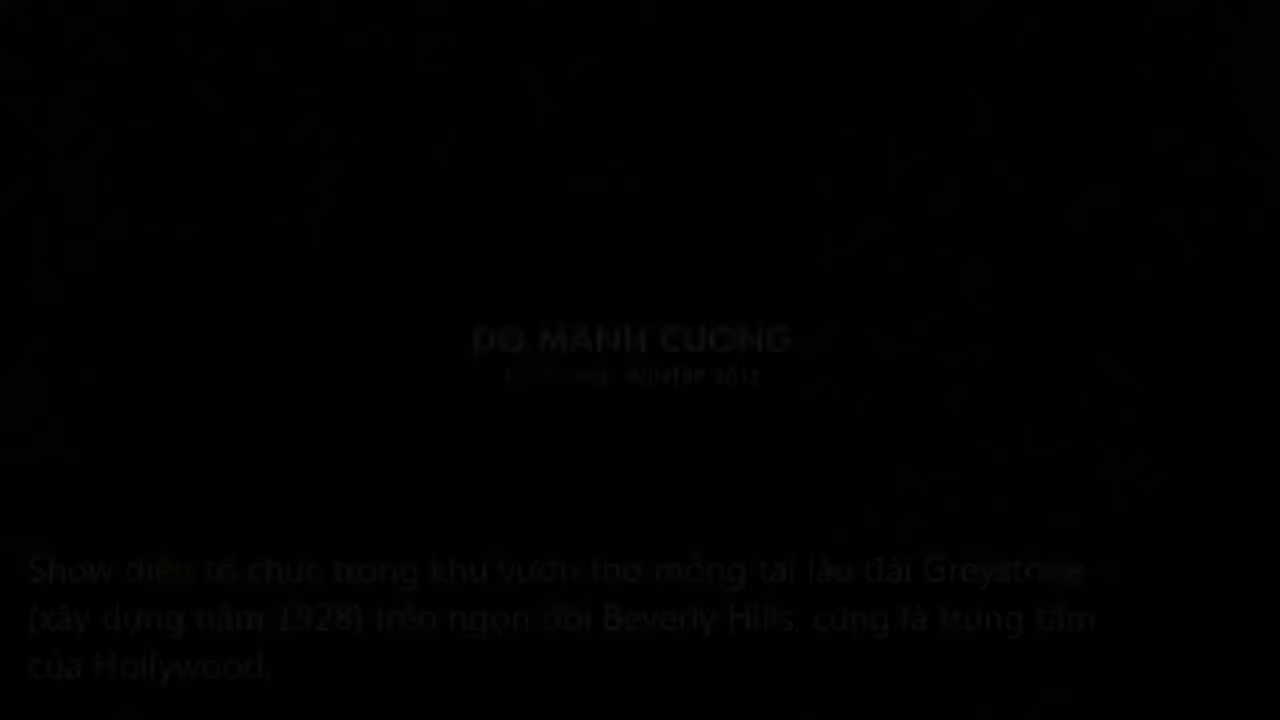 DO MANH CUONG
WINTER
Show diễn tổ chức trong khu vườn thơ mộng tại lâu đài Greystone
(xây dựng năm 1928) trên ngọn đồi Beverly Hills, cũng là trung tâm
của Hollywood.